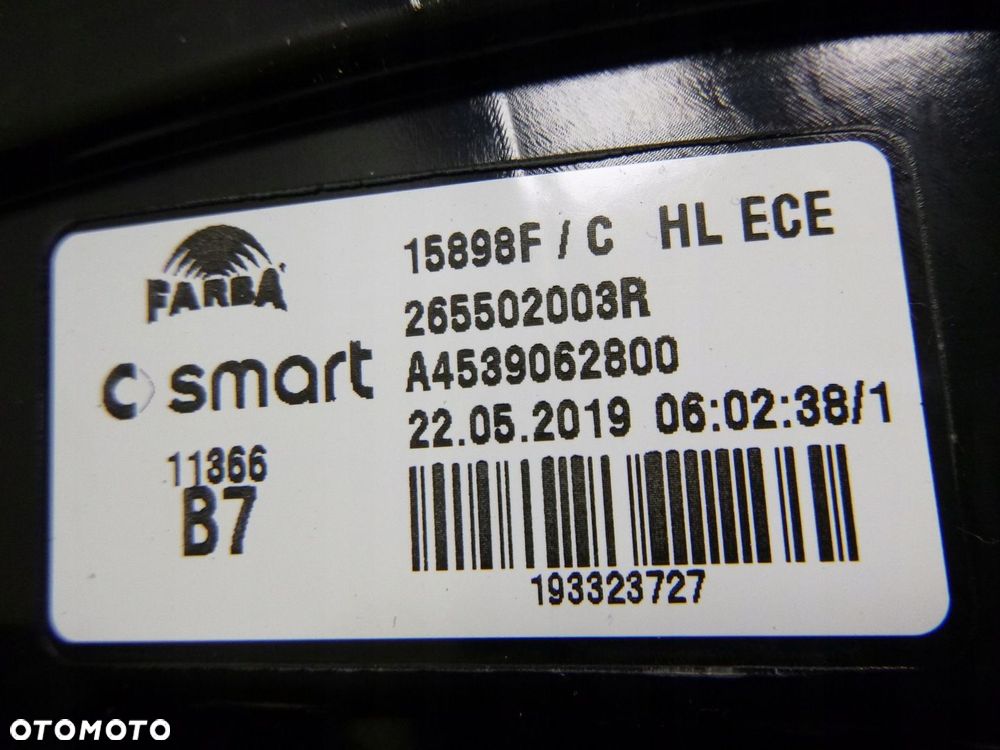 FARBA
smart
11366
B7
15898F / C HL ECE
265502003R
A4539062800
22.05.2019 06:02:38/1
193323727
OTOMOTO